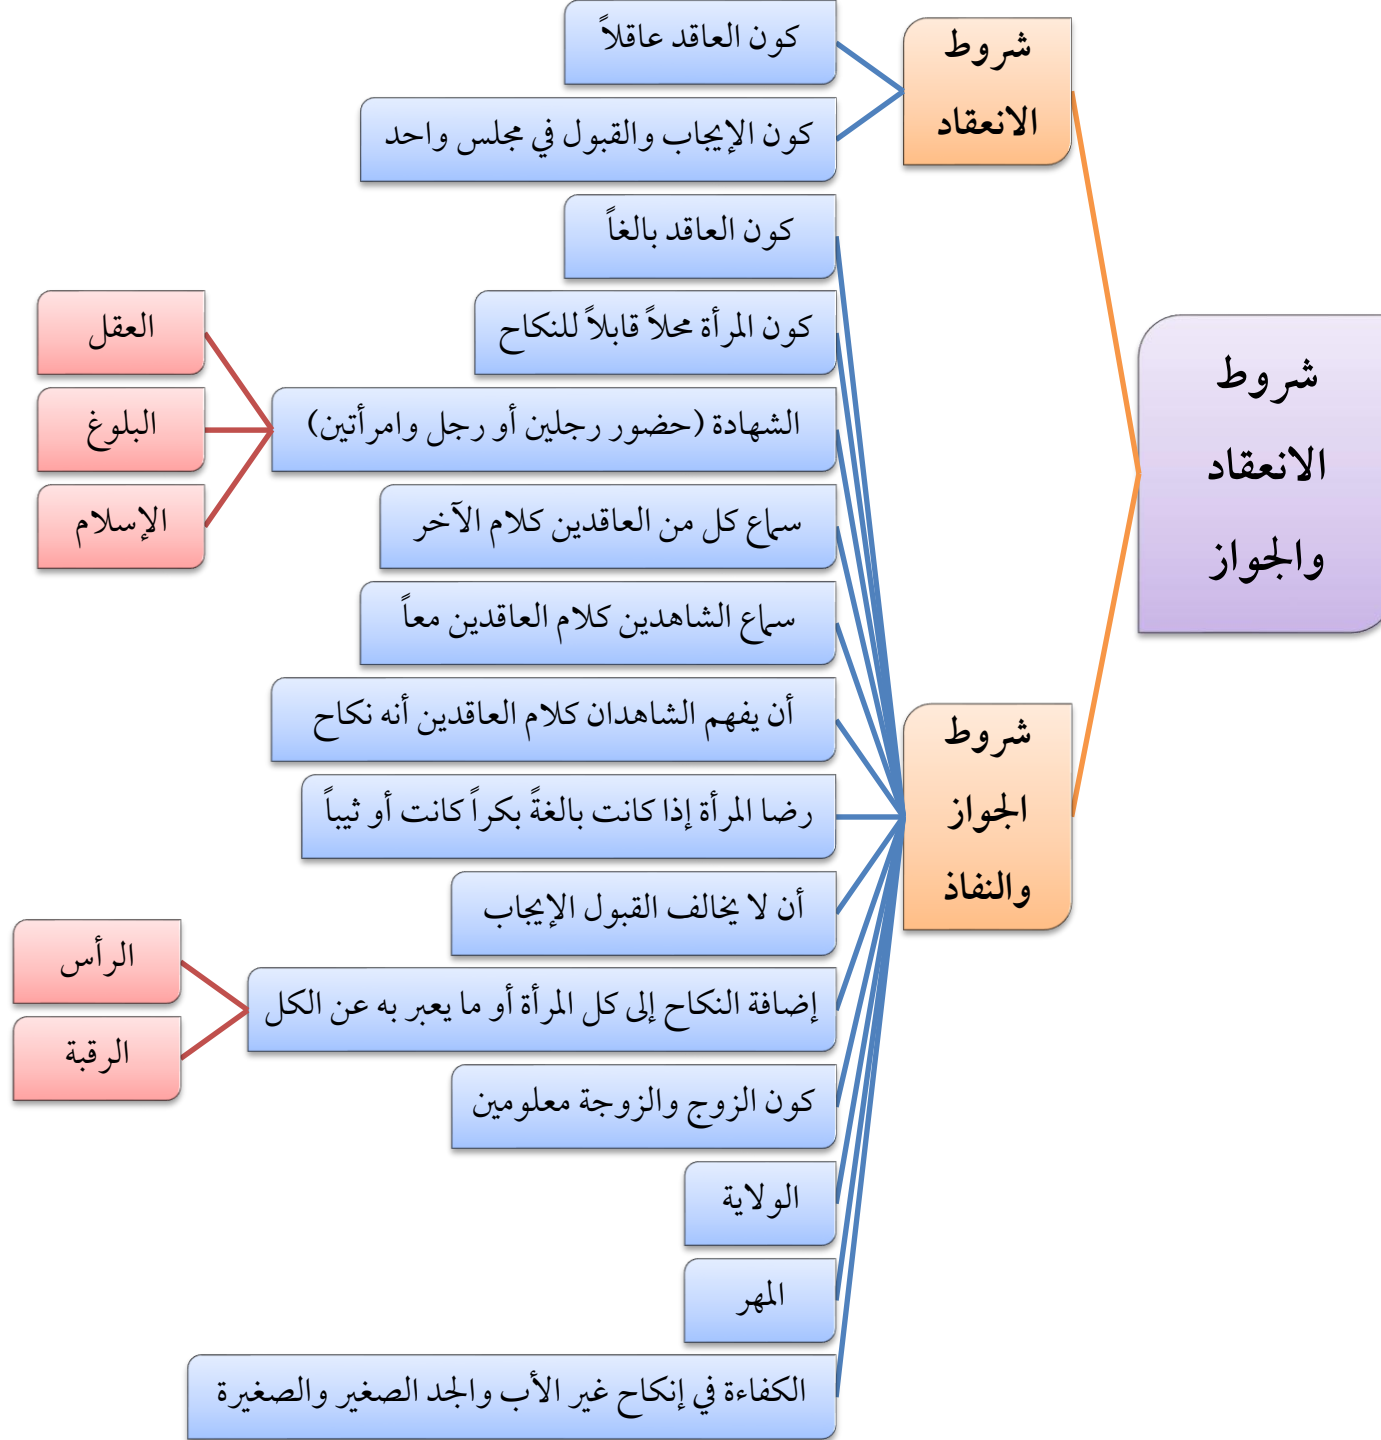 شروط
الانعقاد
والجواز
شروط
الانعقاد
كون العاقد عاقلاً
كون الإيجاب والقبول في مجلس واحد
شروط
الجواز
والنفاذ
كون العاقد بالغاً
كون المرأة محلاً قابلاً للنكاح
الشهادة (حضور رجلين أو رجل وامرأتين)
العقل
البلوغ
الإسلام
سماع كل من العاقدين كلام الآخر
سماع الشاهدين كلام العاقدين معاً
أن يفهم الشاهدان كلام العاقدين أنه نكاح
رضا المرأة إذا كانت بالغةً بكراً كانت أو ثيباً
أن لا يخالف القبول الإيجاب
إضافة النكاح إلى كل المرأة أو ما يعبر به عن الكل
الرأس
الرقبة
كون الزوج والزوجة معلومين
الولاية
المهر
الكفاءة في إنكاح غير الأب والجد الصغير والصغيرة